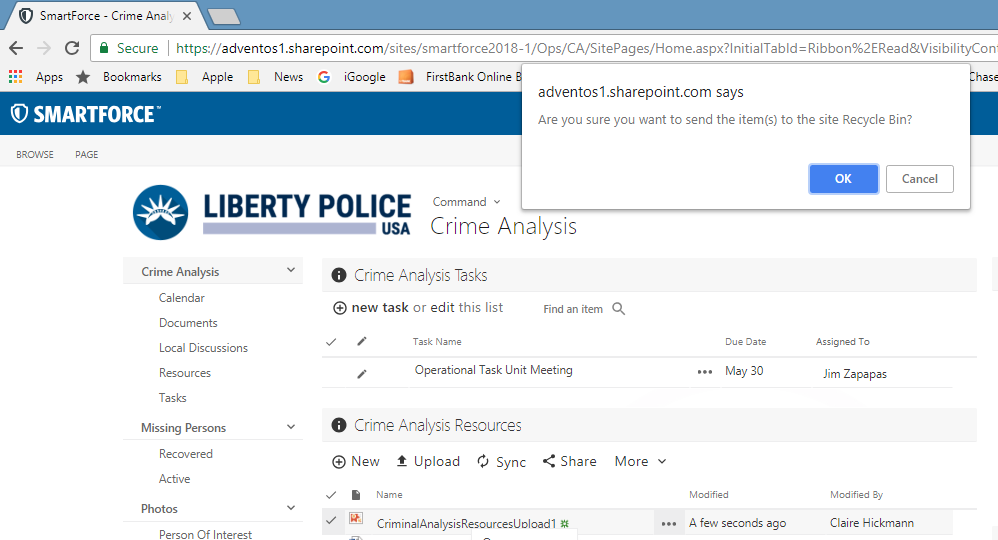 SmartForce - Crime Analy
Secure https://adventos1.sharepoint.com/sites/smartforce2018-1/Ops/CA/SitePages/Home.aspx?InitialTabId=Ribbon%2ERead&VisibilityCont
Apps Bookmarks Apple News iGoogle FirstBank Online B Chase
adventos1.sharepoint.com says
Are you sure you want to send the item(s) to the site Recycle Bin?
OK Cancel
SMARTFORCE™
BROWSE PAGE
LIBERTY POLICE
USA
Command
Crime Analysis
Crime Analysis
Calendar
Documents
Local Discussions
Resources
Tasks
Missing Persons
Recovered
Active
Photos
Person Of Interest
Crime Analysis Tasks
new task or edit this list Find an item
Task Name Due Date Assigned To
Operational Task Unit Meeting ••• May 30 Jim Zapapas
Crime Analysis Resources
New Upload Sync Share More
Name Modified Modified By
CriminalAnalysisResourcesUpload1 ••• A few seconds ago Claire Hickmann